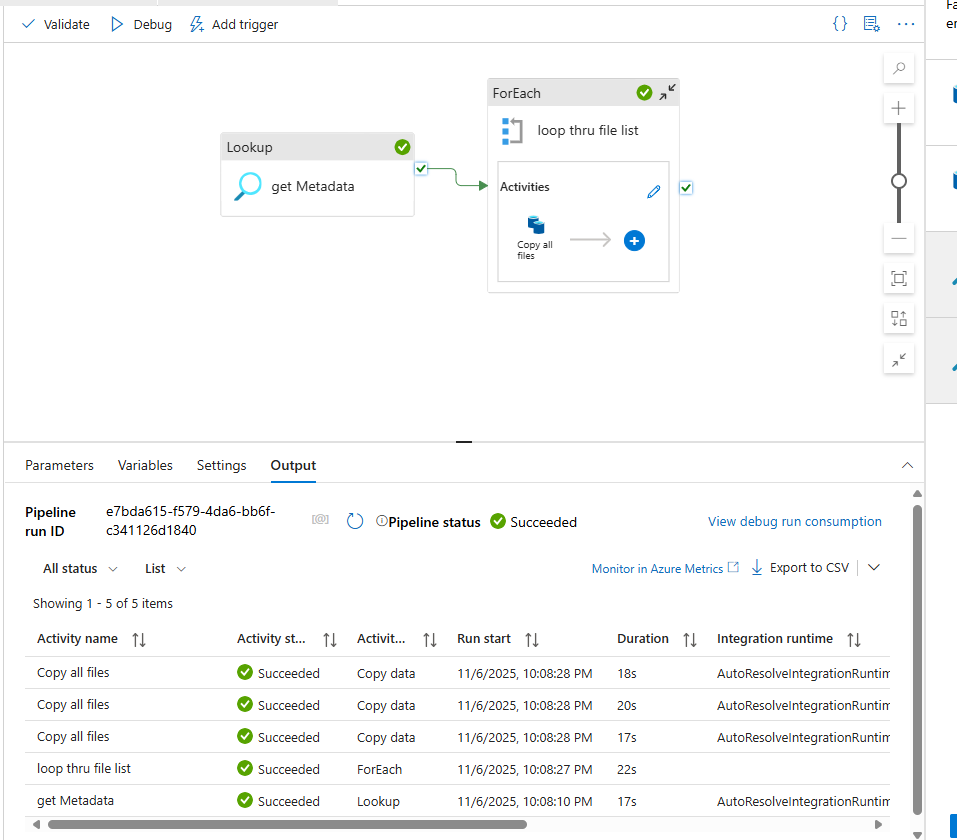 Validate Debug Add trigger
Lookup
get Metadata
ForEach
loop thru file list
Activities
Copy all
files
Parameters Variables Settings Output
Pipeline
run ID
e7bda615-f579-4da6-bb6f-
c341126d1840
Pipeline status Succeeded
View debug run consumption
All status List
Monitor in Azure Metrics Export to CSV
Showing 1 - 5 of 5 items
Activity name Activity st... Activit... Run start Duration Integration runtime
Copy all files Succeeded Copy data 11/6/2025, 10:08:28 PM 18s AutoResolveIntegrationRuntim
Copy all files Succeeded Copy data 11/6/2025, 10:08:28 PM 20s AutoResolveIntegrationRuntim
Copy all files Succeeded Copy data 11/6/2025, 10:08:28 PM 17s AutoResolveIntegrationRuntim
loop thru file list Succeeded ForEach 11/6/2025, 10:08:27 PM 22s
get Metadata Succeeded Lookup 11/6/2025, 10:08:10 PM 17s AutoResolveIntegrationRuntim